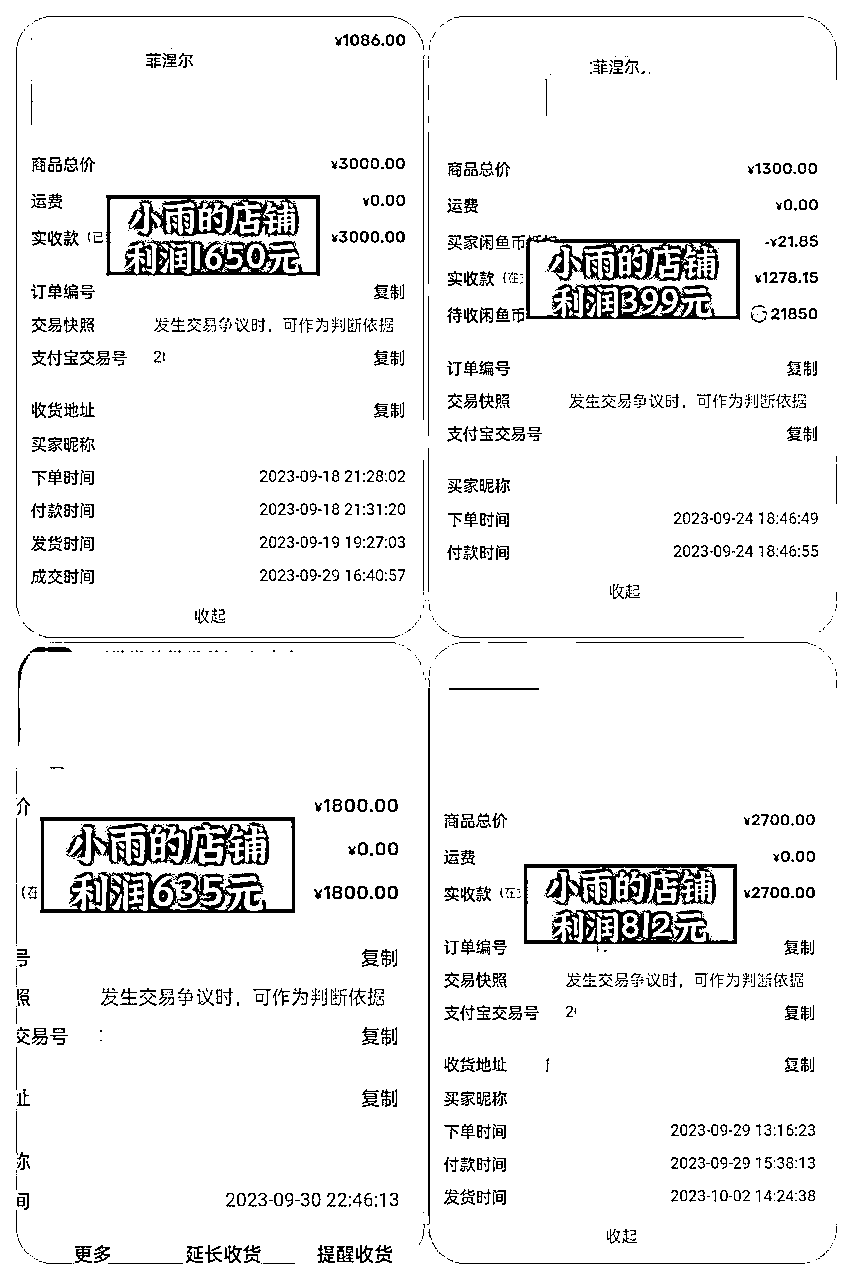 ¥1086.00
菲涅尔
商品总价 ¥3000.00
运费 ¥0.00
实收款 ¥3000.00
小雨的店铺
利润1650元
订单编号 复制
交易快照 发生交易争议时，可作为判断依据
支付宝交易号 复制
收货地址 复制
买家昵称
下单时间 2023-09-18 21:28:02
付款时间 2023-09-18 21:31:20
发货时间 2023-09-19 19:27:03
成交时间 2023-09-29 16:40:57
收起
菲涅尔
商品总价 ¥1300.00
运费 ¥0.00
买家闲鱼币抵扣 -¥21.85
实收款 ¥1278.15
待收闲鱼币 21850
小雨的店铺
利润399元
订单编号 复制
交易快照 发生交易争议时，可作为判断依据
支付宝交易号 复制
买家昵称
下单时间 2023-09-24 18:46:49
付款时间 2023-09-24 18:46:55
收起
价 ¥1800.00
¥0.00
(在 ¥1800.00
小雨的店铺
利润635元
号 复制
照 发生交易争议时，可作为判断依据
交易号 复制
址 复制
你
间 2023-09-30 22:46:13
更多 延长收货 提醒收货
商品总价 ¥2700.00
运费 ¥0.00
实收款 ¥2700.00
小雨的店铺
利润812元
订单编号 复制
交易快照 发生交易争议时，可作为判断依据
支付宝交易号 复制
收货地址 复制
买家昵称
下单时间 2023-09-29 13:16:23
付款时间 2023-09-29 15:38:13
发货时间 2023-10-02 14:24:38
收起